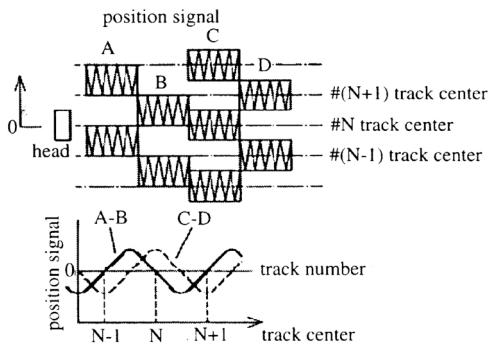 position signal
A
B
C
D
#(N+1) track center
#N track center
#(N-1) track center
0
head
A-B
C-D
position signal
0
track number
N-1
N
N+1
track center